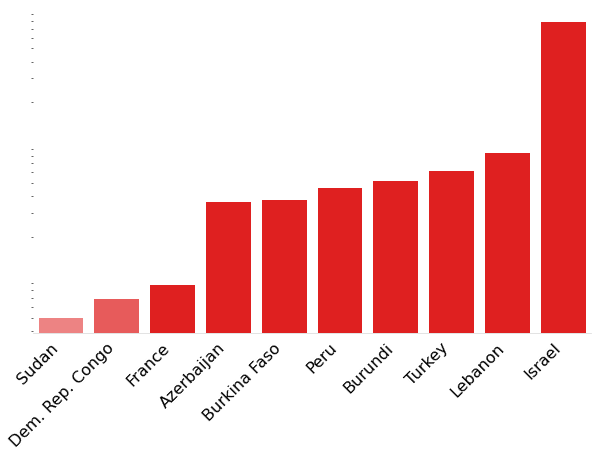 Sudan
Dem. Rep. Congo
France
Azerbaijan
Burkina Faso
Peru
Burundi
Turkey
Lebanon
Israel